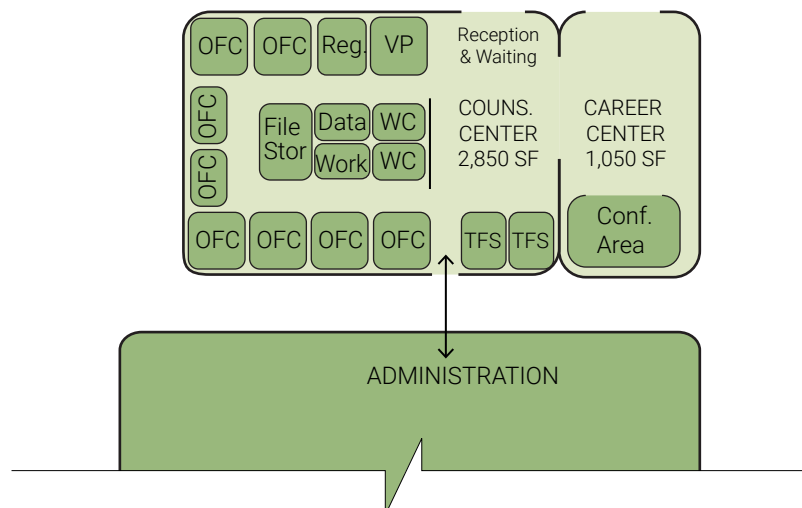 OFC OFC Reg. VP
Reception
& Waiting
OFC
OFC
File
Stor
Data WC
Work WC
COUNS.
CENTER
2,850 SF
CAREER
CENTER
1,050 SF
OFC OFC OFC OFC
TFS TFS
Conf.
Area
ADMINISTRATION